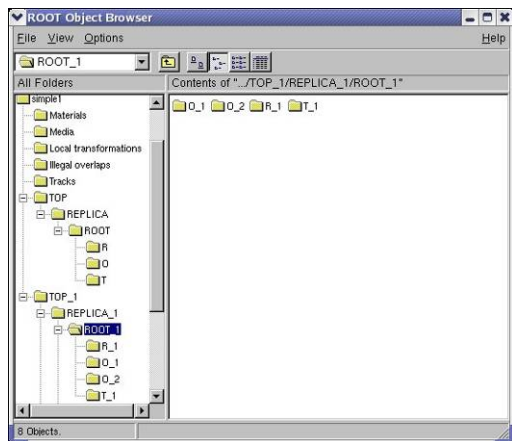 ROOT Object Browser
File View Options Help
ROOT_1
All Folders
Contents of ".../TOP_1/REPLICA_1/ROOT_1"
simple1
Materials
Media
Local transformations
Illegal overlaps
Tracks
TOP
REPLICA
ROOT
R
O
T
TOP_1
REPLICA_1
ROOT_1
R_1
O_1
O_2
T_1
O_1 O_2 R_1 T_1
8 Objects.